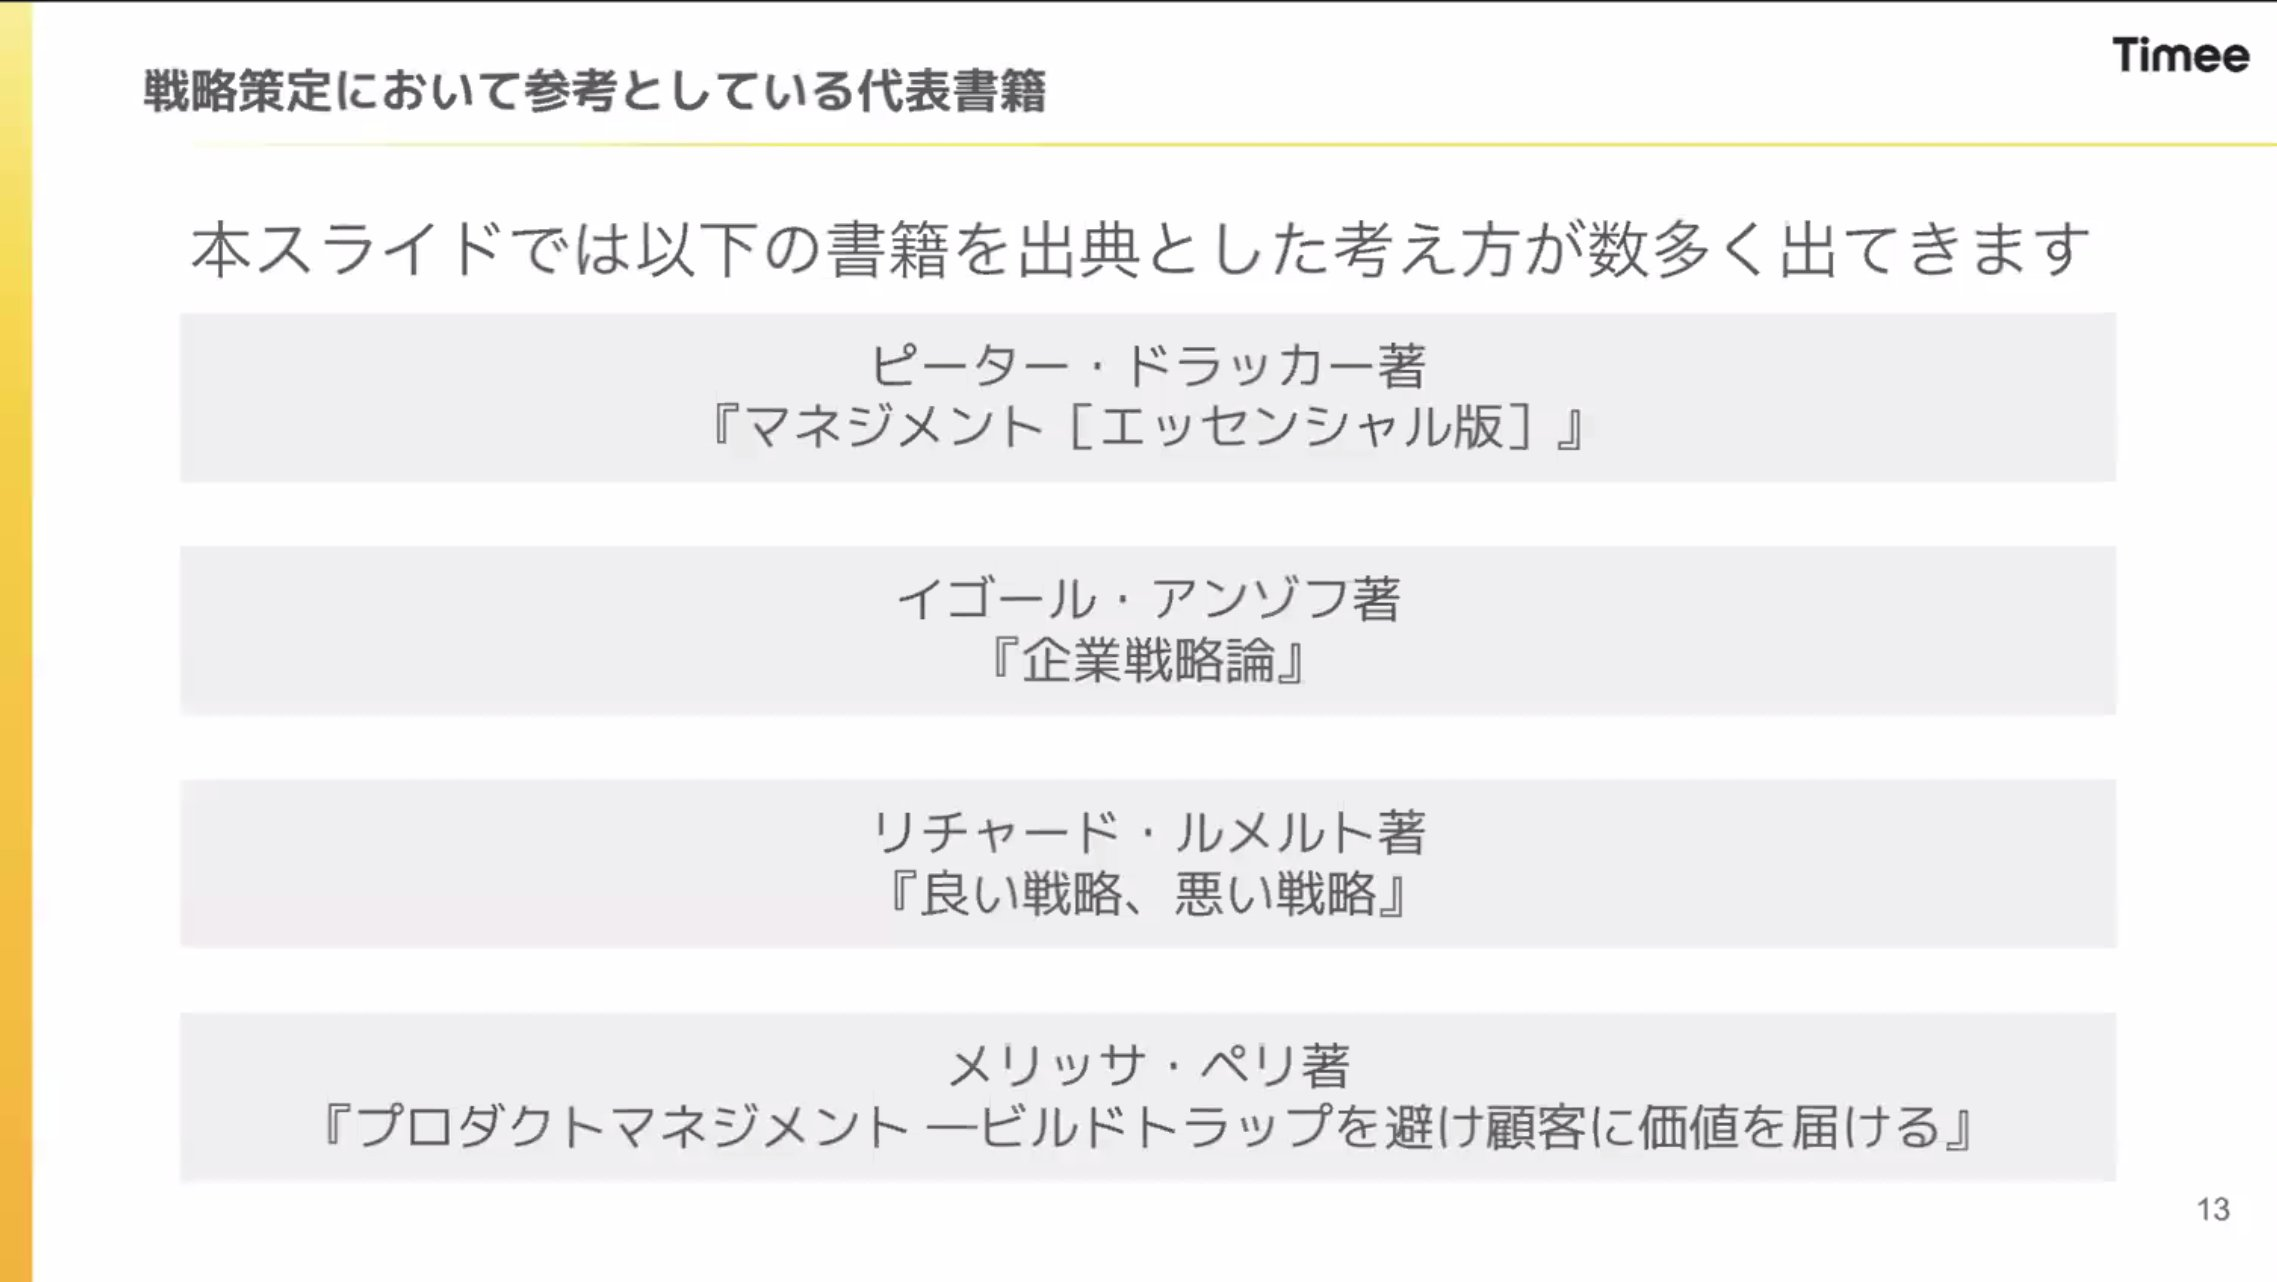 戦略策定において参考としている代表書籍
Timee
本スライドでは以下の書籍を出典とした考え方が数多く出てきます
ピーター・ドラッカー著
『マネジメント［エッセンシャル版］』
イゴール・アンゾフ著
『企業戦略論』
リチャード・ルメルト著
『良い戦略、悪い戦略』
メリッサ・ペリ著
『プロダクトマネジメント ―ビルドトラップを避け顧客に価値を届ける』
13